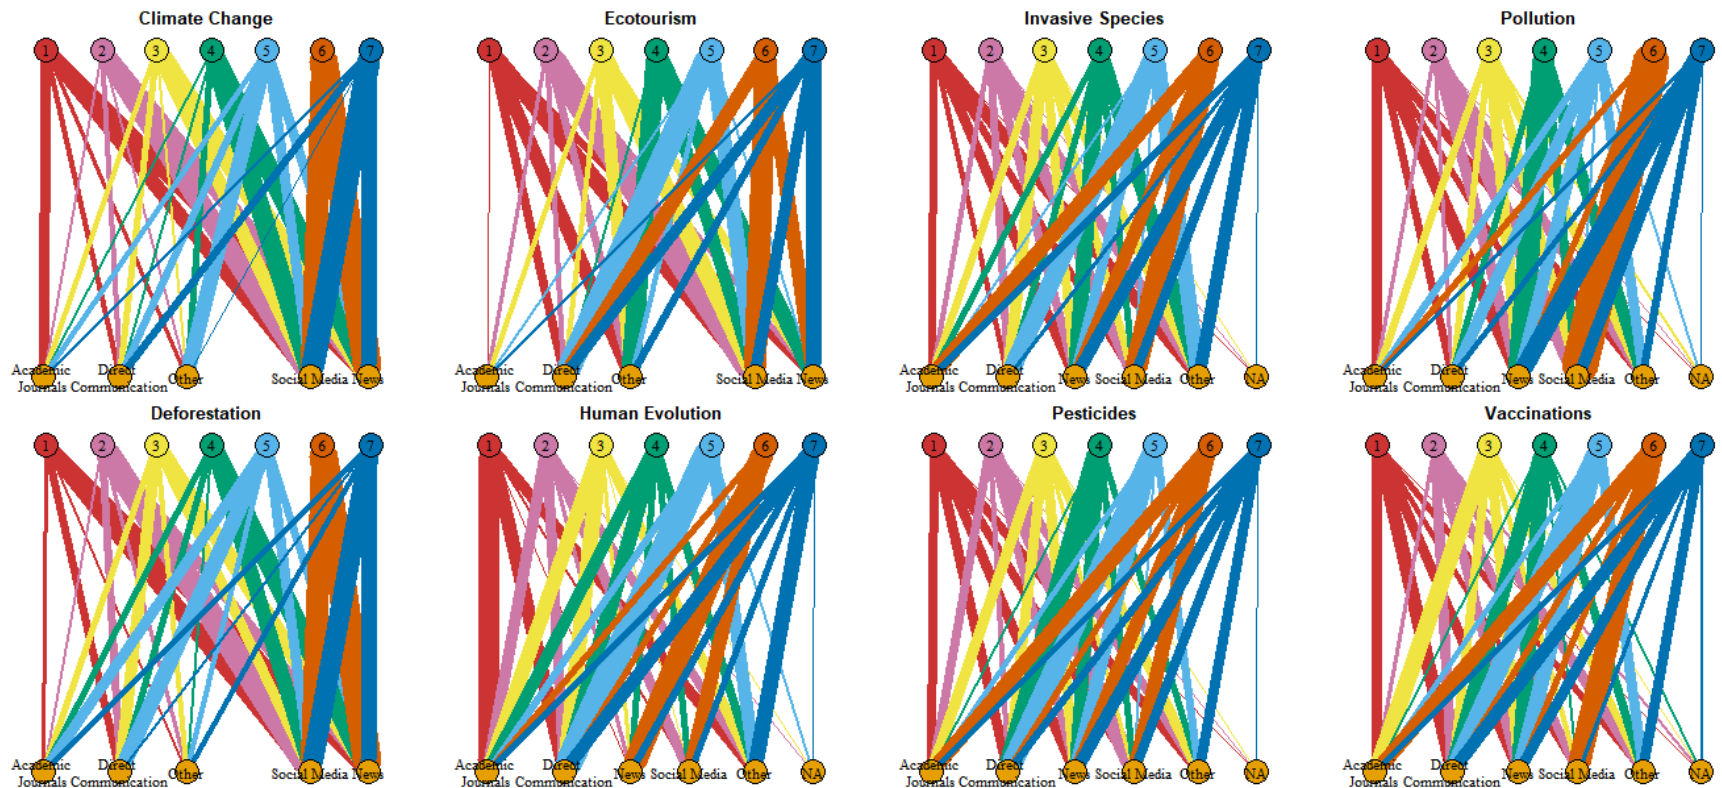 Climate Change
Ecotourism
Invasive Species
Pollution
1 2 3 4 5 6 7
1 2 3 4 5 6 7
1 2 3 4 5 6 7
1 2 3 4 5 6 7
Academic Journals
Direct Communication
Other
Social Media
News
Academic Journals
Direct Communication
Other
Social Media
News
Academic Journals
Direct Communication
News
Social Media
Other
NA
Academic Journals
Direct Communication
News
Social Media
Other
NA
Deforestation
Human Evolution
Pesticides
Vaccinations
1 2 3 4 5 6 7
1 2 3 4 5 6 7
1 2 3 4 5 6 7
1 2 3 4 5 6 7
Academic Journals
Direct Communication
Other
Social Media
News
Academic Journals
Direct Communication
News
Social Media
Other
NA
Academic Journals
Direct Communication
News
Social Media
Other
NA
Academic Journals
Direct Communication
News
Social Media
Other
NA